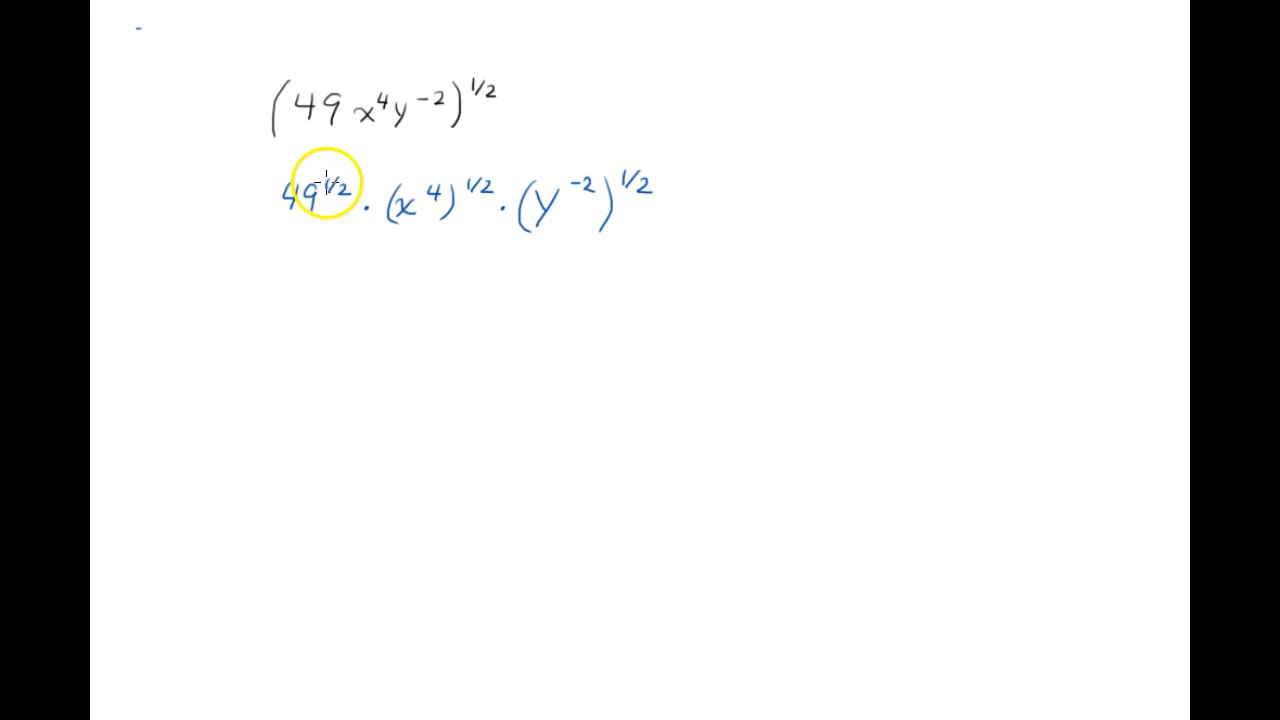 (49x⁴y⁻²)^1/2
49^1/2 · (x⁴)^1/2 · (y⁻²)^1/2